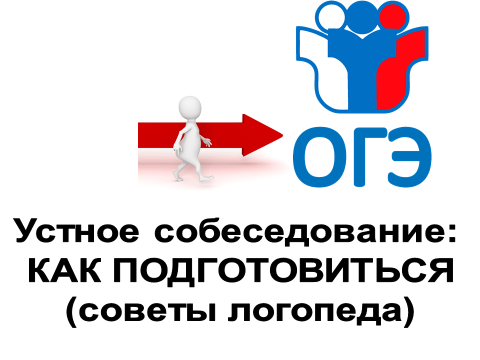 ОГЭ
Устное собеседование:
КАК ПОДГОТОВИТЬСЯ
(советы логопеда)